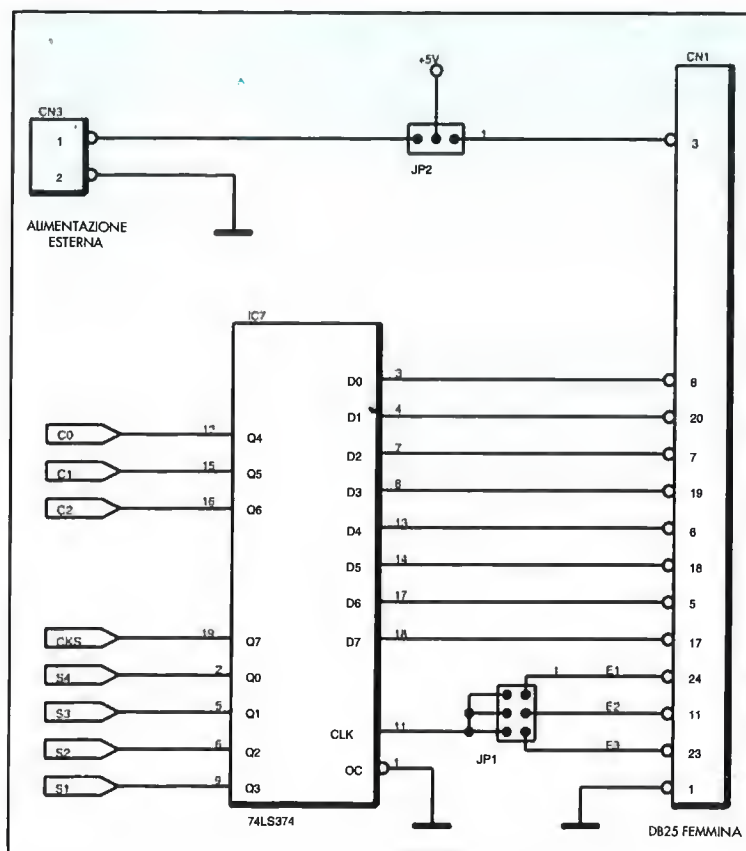 +5V
CN1
CN3
1
2
1
3
JP2
ALIMENTAZIONE
ESTERNA
IC7
D0
3
8
D1
4
20
C0
12
Q4
D2
7
7
C1
15
Q5
D3
8
19
C2
16
Q6
D4
13
6
D5
14
18
D6
17
5
CKS
19
Q7
D7
18
17
S4
2
Q0
E1
24
S3
5
Q1
CLK
11
E2
11
S2
6
Q2
E3
23
JP1
OC
1
S1
9
Q3
1
74LS374
DB25 FEMMINA